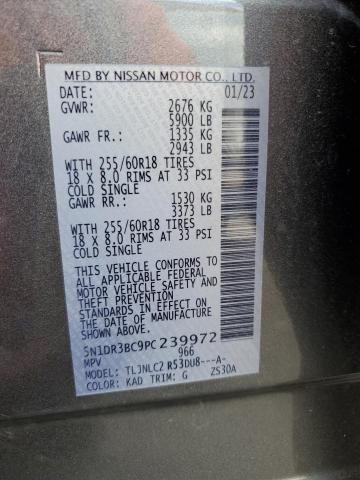 MFD BY NISSAN MOTOR CO., LTD.
DATE: 01/23
GVWR: 2676 KG
5900 LB
GAWR FR.: 1335 KG
2943 LB
WITH 255/60R18 TIRES
18 X 8.0 RIMS AT 33 PSI
COLD SINGLE
GAWR RR.: 1530 KG
3373 LB
WITH 255/60R18 TIRES
18 X 8.0 RIMS AT 33 PSI
COLD SINGLE
THIS VEHICLE CONFORMS TO
ALL APPLICABLE FEDERAL
MOTOR VEHICLE SAFETY AND
THEFT PREVENTION
STANDARDS IN EFFECT ON
THE DATE OF MANUFACTURE
SHOWN ABOVE.
5N1DR3BC9PC239972
MPV 966
MODEL: TLJNLC2 R53DU8---A-
COLOR: KAD TRIM: G ZS30A